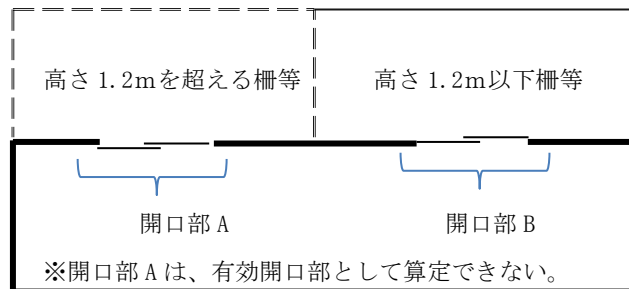 高さ1.2mを超える柵等
高さ1.2m以下柵等
開口部A
開口部B
※開口部Aは、有効開口部として算定できない。